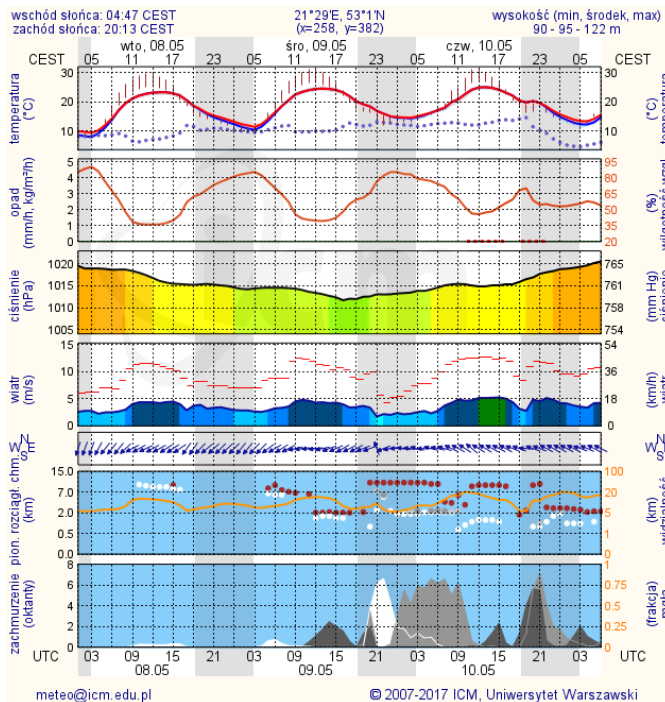 wschód słońca: 04:47 CEST 21°29'E, 53°1'N wysokość (min, środek, max)
zachód słońca: 20:13 CEST (x=258, y=382) 90 - 95 - 122 m
wto, 08.05 śro, 09.05 czw, 10.05
CEST 05 11 17 23 05 11 17 23 05 11 17 23 05 CEST
temperatura (°C) 30 20 10 30 20 10 temperatura (°C)
opad (mm/h, kg/m²/h) 5 4 3 2 1 0 95 80 65 50 35 20 (%)
ciśnienie (hPa) 1020 1015 1010 1005 765 761 758 754 (mm Hg) ciśnienie
wiatr (m/s) 15 10 5 0 54 36 18 0 (km/h) wiatr
N W E S N W E S
pion. rozciągł. chm. (km) 15.0 7.0 2.0 0.5 0.0 100 20 5 1 0 (km) widzialność
zachmurzenie (oktanty) 8 6 4 2 0 1 0.75 0.5 0.25 0 (frakcja) mgła
UTC 03 09 15 21 03 09 15 21 03 09 15 21 03 UTC
08.05 09.05 10.05
meteo@icm.edu.pl © 2007-2017 ICM, Uniwersytet Warszawski